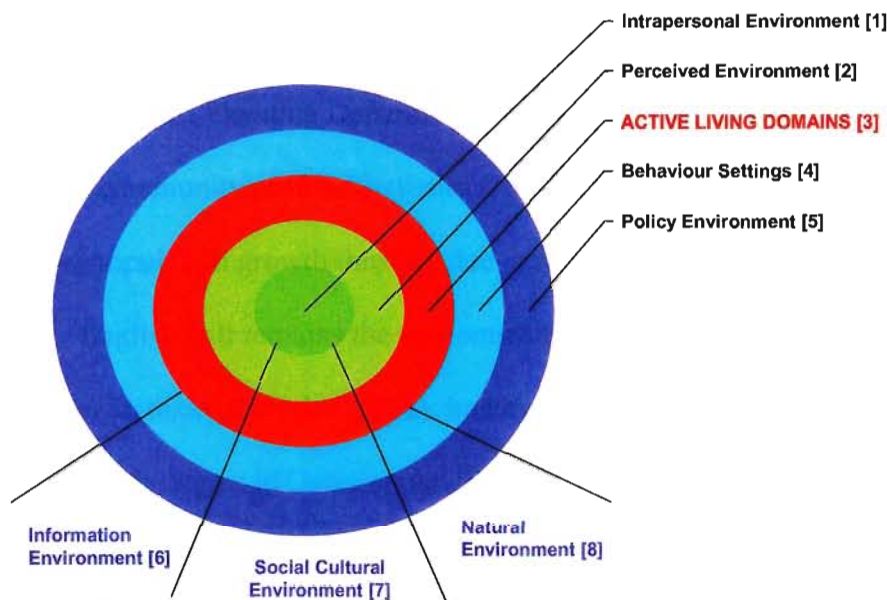 Intrapersonal Environment [1]
Perceived Environment [2]
ACTIVE LIVING DOMAINS [3]
Behaviour Settings [4]
Policy Environment [5]
Information
Environment [6]
Social Cultural
Environment [7]
Natural
Environment [8]